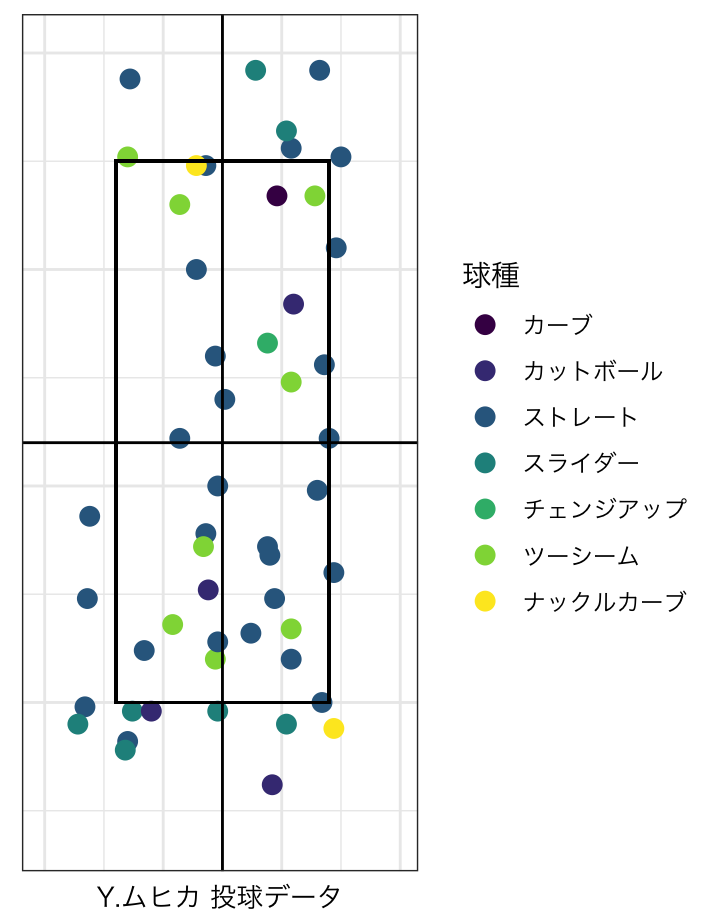 球種
カーブ
カットボール
ストレート
スライダー
チェンジアップ
ツーシーム
ナックルカーブ
Y.ムヒカ 投球データ